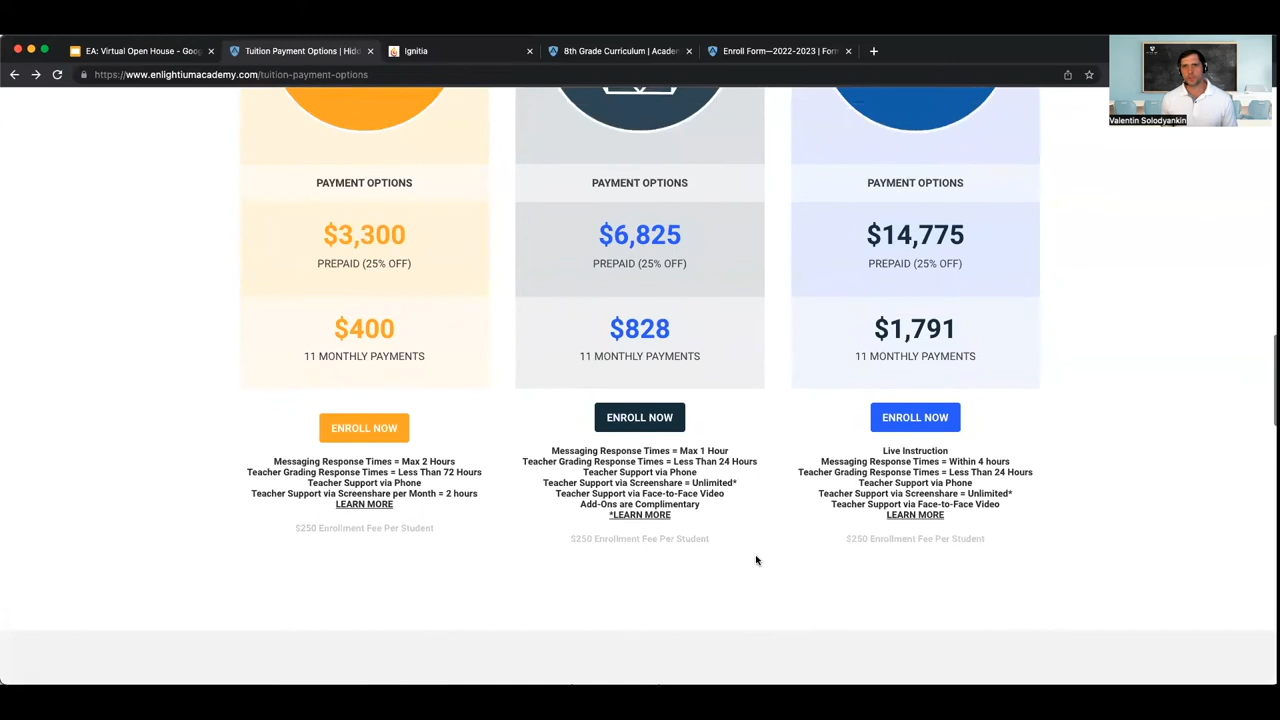 EA: Virtual Open House - Goo
Tuition Payment Options | Hidd
Ignitia
8th Grade Curriculum | Acader
Enroll Form—2022-2023 | Forr
https://www.enlightiumacademy.com/tuition-payment-options
Valentin Solodyankin
PAYMENT OPTIONS
$3,300
PREPAID (25% OFF)
$400
11 MONTHLY PAYMENTS
ENROLL NOW
Messaging Response Times = Max 2 Hours
Teacher Grading Response Times = Less Than 72 Hours
Teacher Support via Phone
Teacher Support via Screenshare per Month = 2 hours
LEARN MORE
$250 Enrollment Fee Per Student
PAYMENT OPTIONS
$6,825
PREPAID (25% OFF)
$828
11 MONTHLY PAYMENTS
ENROLL NOW
Messaging Response Times = Max 1 Hour
Teacher Grading Response Times = Less Than 24 Hours
Teacher Support via Phone
Teacher Support via Screenshare = Unlimited*
Teacher Support via Face-to-Face Video
Add-Ons are Complimentary
*LEARN MORE
$250 Enrollment Fee Per Student
PAYMENT OPTIONS
$14,775
PREPAID (25% OFF)
$1,791
11 MONTHLY PAYMENTS
ENROLL NOW
Live Instruction
Messaging Response Times = Within 4 hours
Teacher Grading Response Times = Less Than 24 Hours
Teacher Support via Phone
Teacher Support via Screenshare = Unlimited*
Teacher Support via Face-to-Face Video
LEARN MORE
$250 Enrollment Fee Per Student